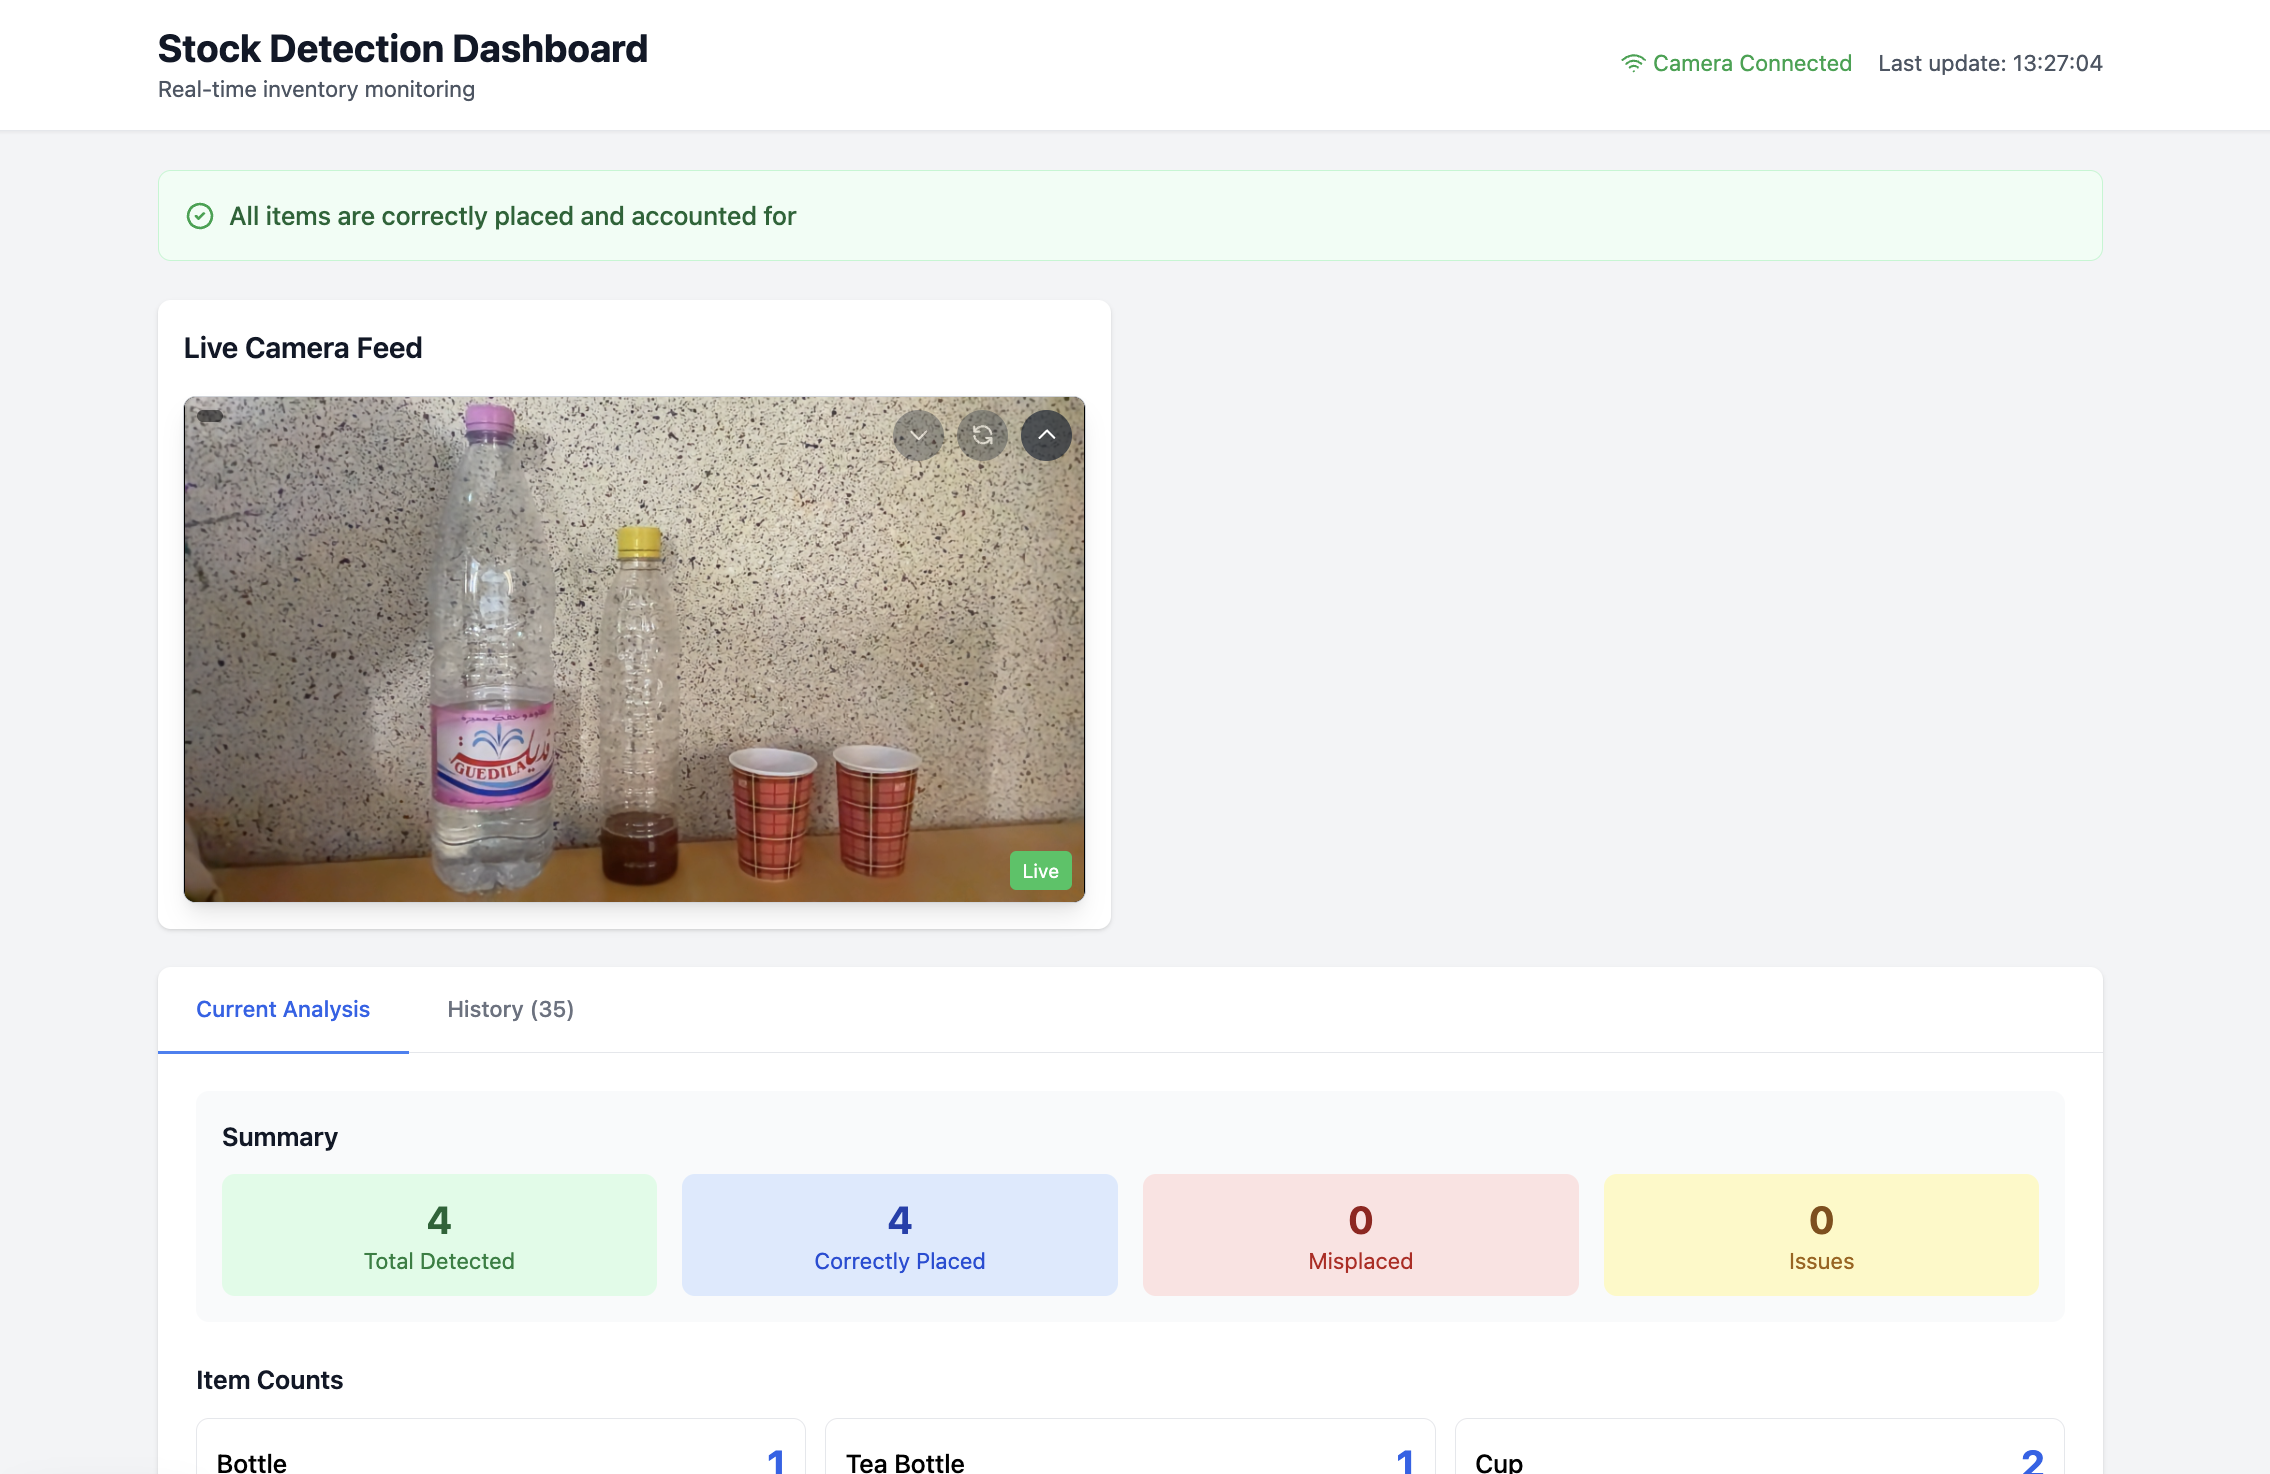 Stock Detection Dashboard
Real-time inventory monitoring
Camera Connected
Last update: 13:27:04
All items are correctly placed and accounted for
Live Camera Feed
قديلة
GUEDILA
Live
Current Analysis
History (35)
Summary
4
Total Detected
4
Correctly Placed
0
Misplaced
0
Issues
Item Counts
Bottle
1
Tea Bottle
1
Cup
2